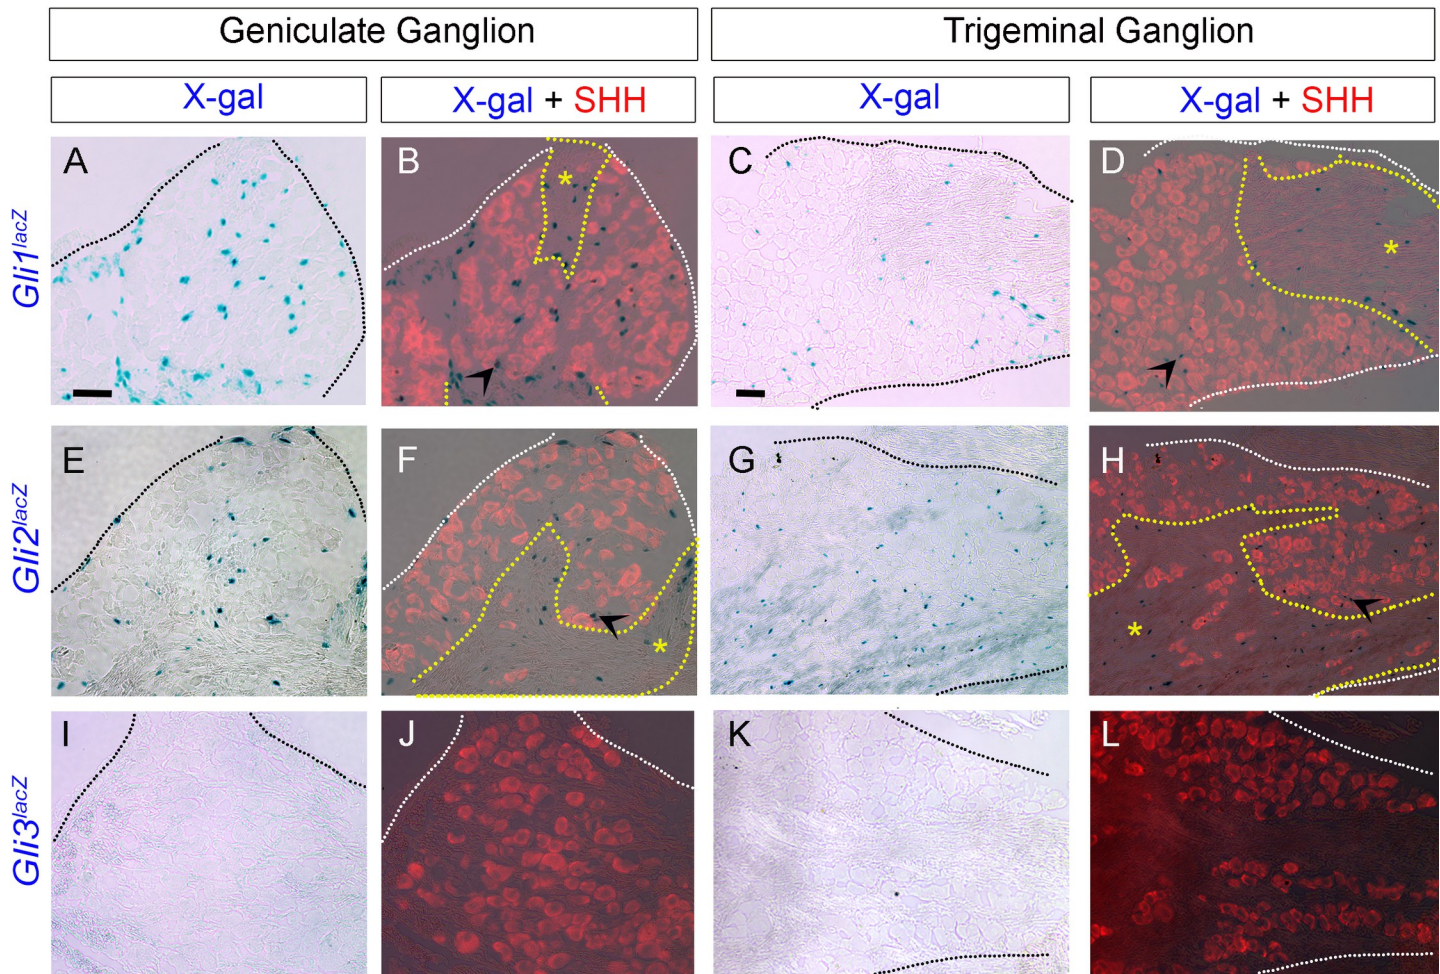 Geniculate Ganglion Trigeminal Ganglion
X-gal X-gal + SHH X-gal X-gal + SHH
Gli1lacZ A B * C D *
Gli2lacZ E F * G H *
Gli3lacZ I J K L